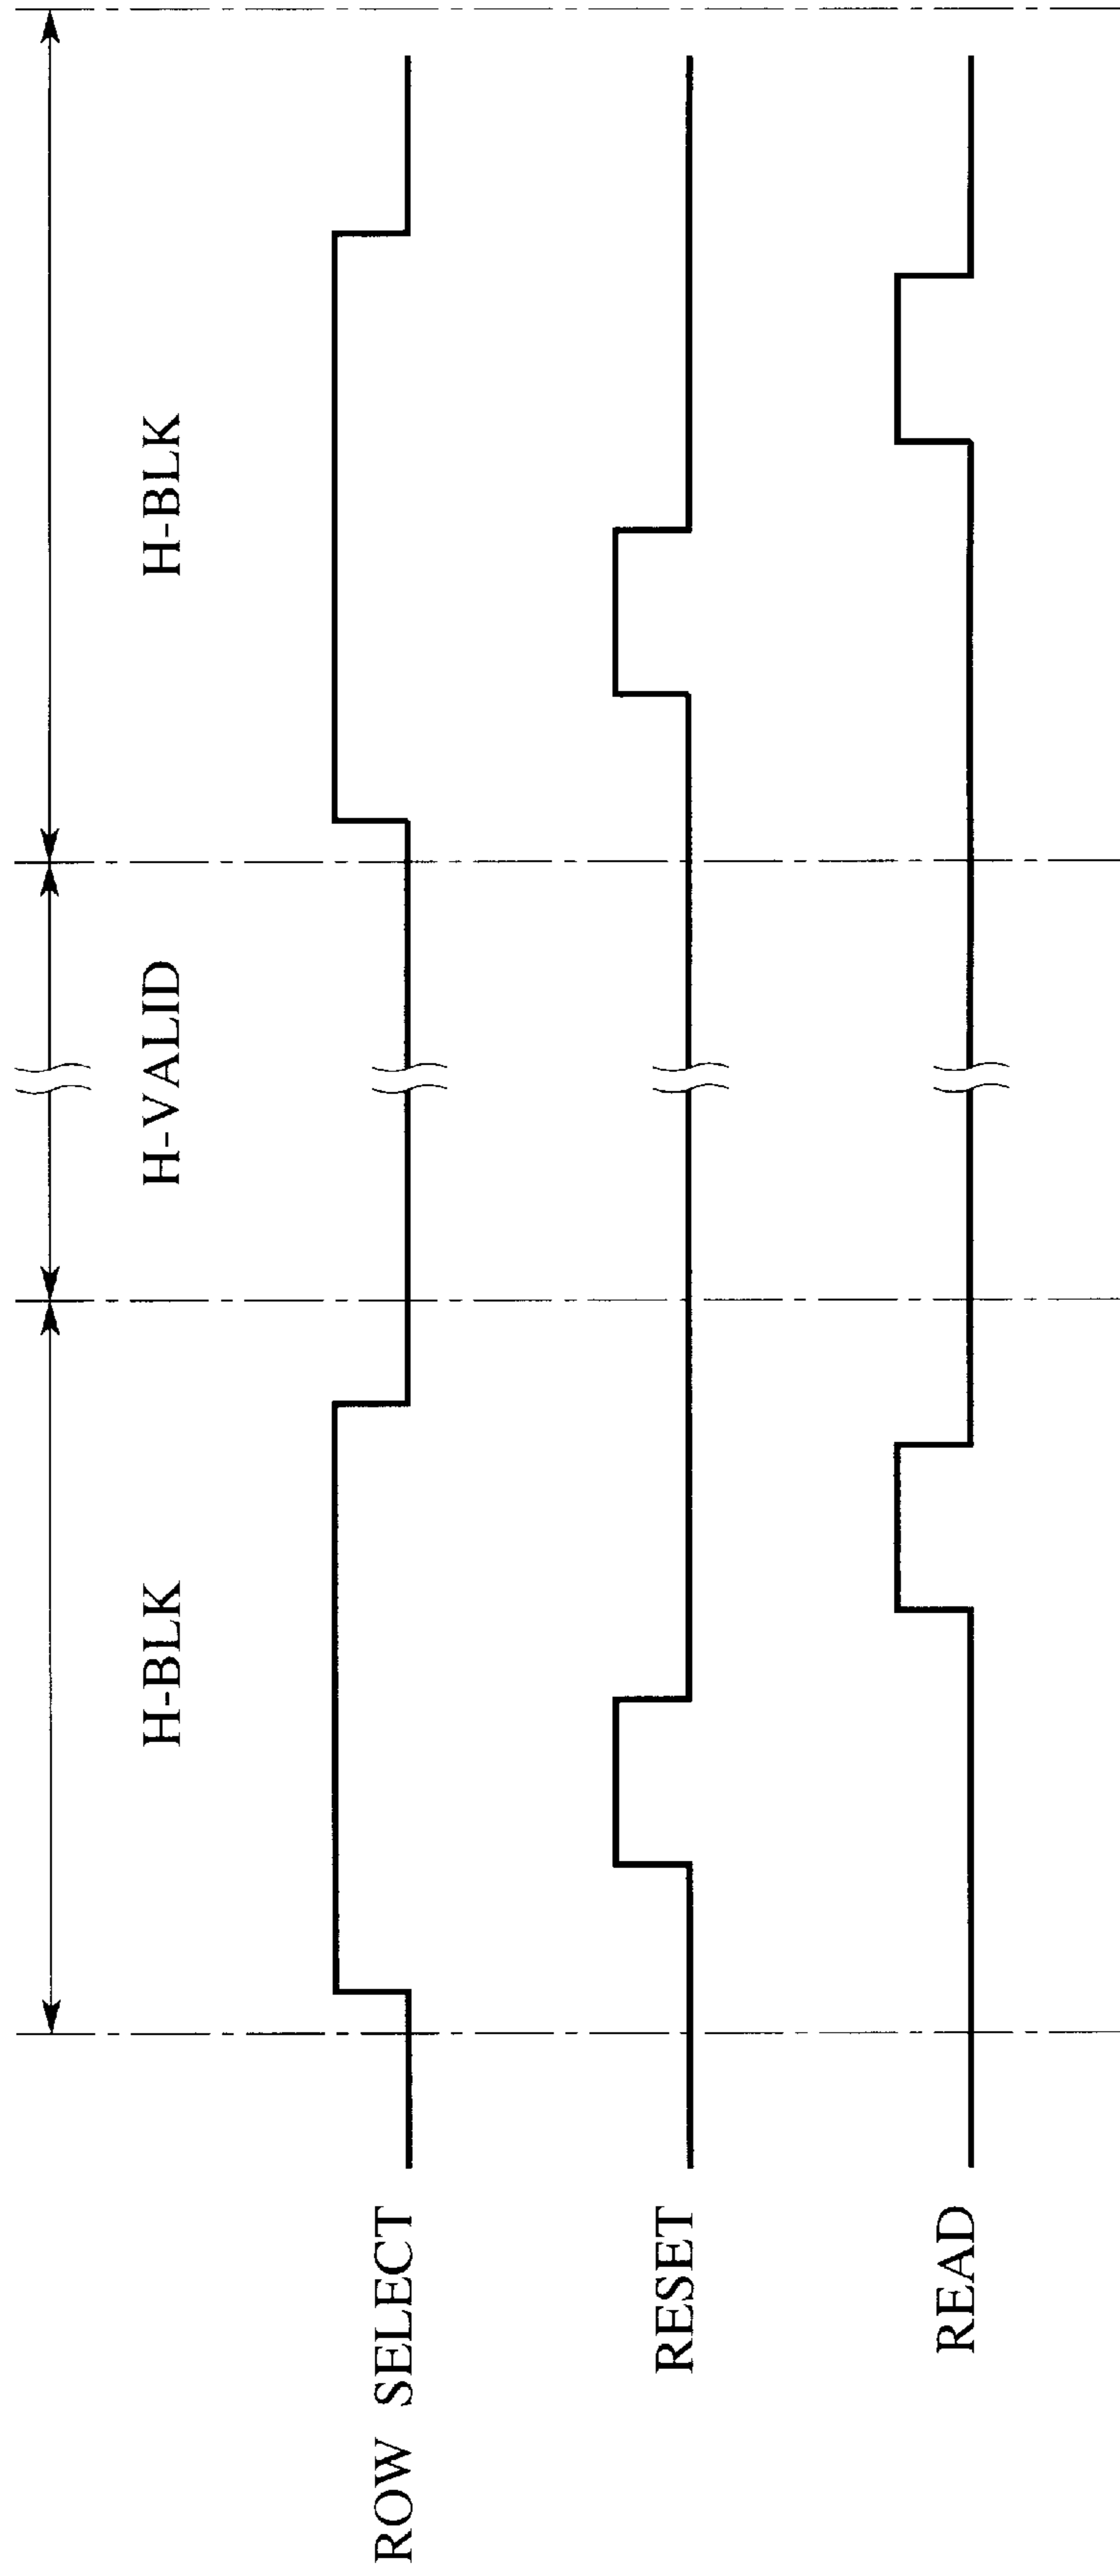 H-BLK
H-VALID
H-BLK
ROW SELECT
RESET
READ